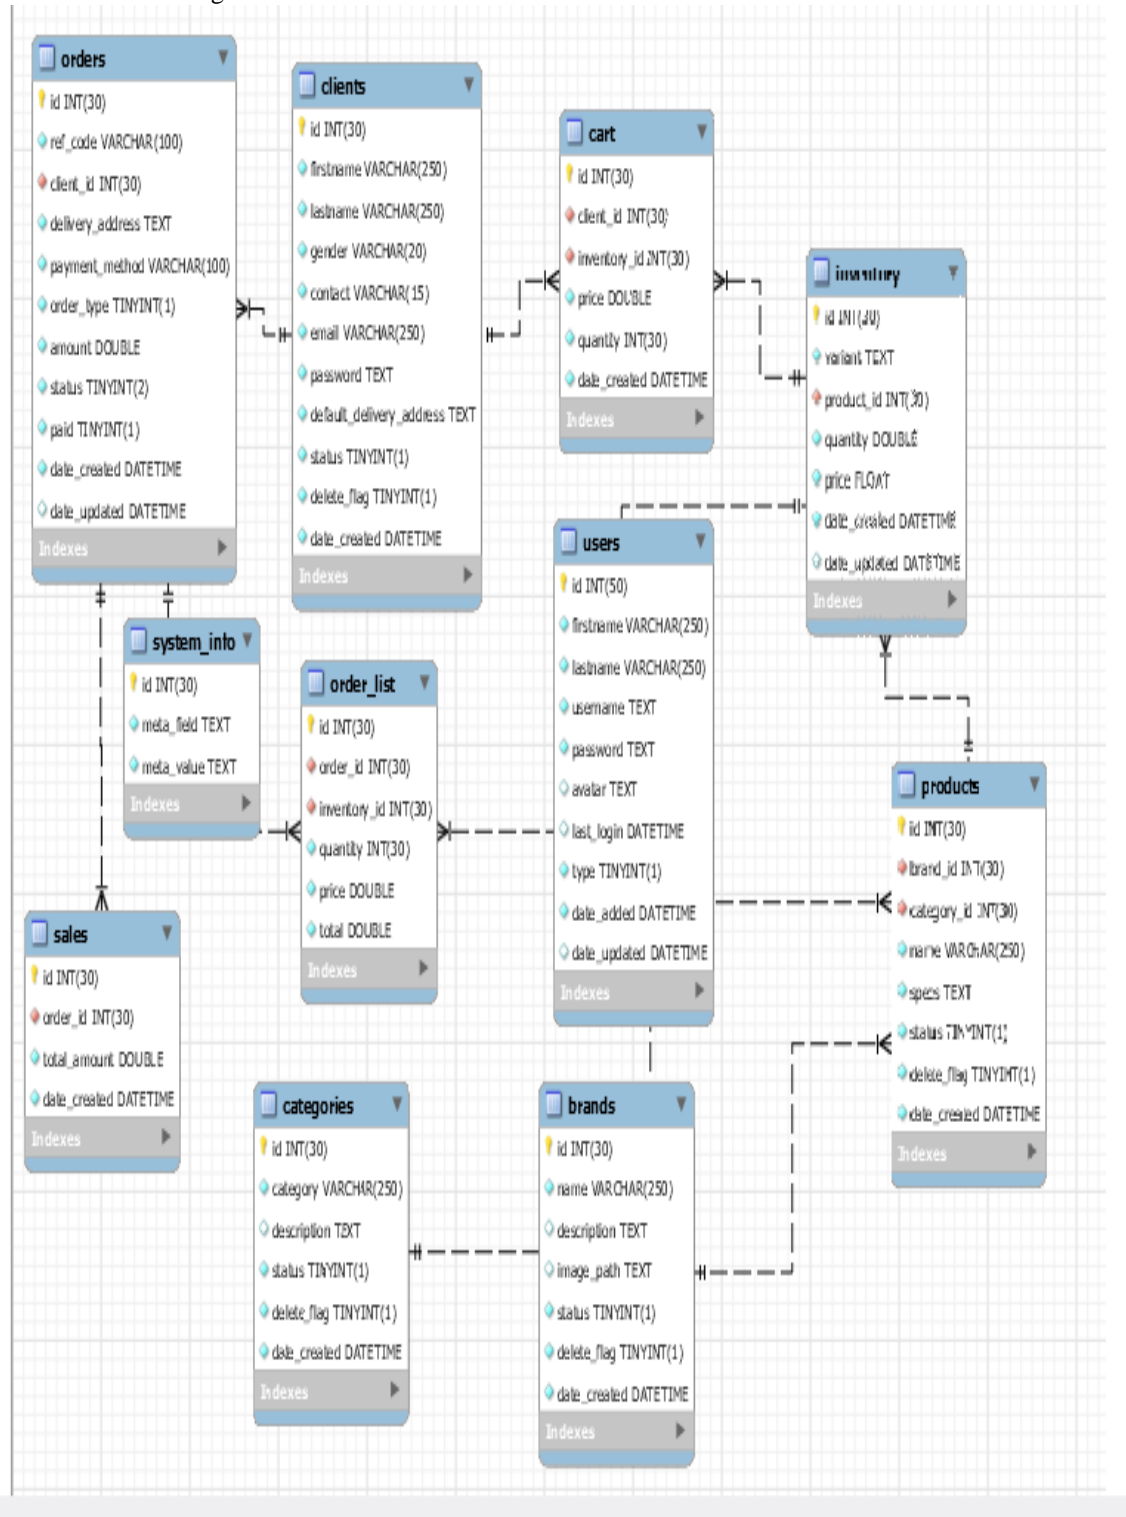 orders
id INT(30)
ref_code VARCHAR(100)
client_id INT(30)
delivery_address TEXT
payment_method VARCHAR(100)
order_type TINYINT(1)
amount DOUBLE
status TINYINT(2)
paid TINYINT(1)
date_created DATETIME
date_updated DATETIME
Indexes
clients
id INT(30)
firstname VARCHAR(250)
lastname VARCHAR(250)
gender VARCHAR(20)
contact VARCHAR(15)
email VARCHAR(250)
password TEXT
default_delivery_address TEXT
status TINYINT(1)
delete_flag TINYINT(1)
date_created DATETIME
Indexes
cart
id INT(30)
client_id INT(30)
inventory_id INT(30)
price DOUBLE
quantity INT(30)
date_created DATETIME
Indexes
inventory
id INT(30)
variant TEXT
product_id INT(30)
quantity DOUBLE
price FLOAT
date_created DATETIME
date_updated DATETIME
Indexes
users
id INT(50)
firstname VARCHAR(250)
lastname VARCHAR(250)
username TEXT
password TEXT
avatar TEXT
last_login DATETIME
type TINYINT(1)
date_added DATETIME
date_updated DATETIME
Indexes
system_info
id INT(30)
meta_field TEXT
meta_value TEXT
Indexes
order_list
id INT(30)
order_id INT(30)
inventory_id INT(30)
quantity INT(30)
price DOUBLE
total DOUBLE
Indexes
products
id INT(30)
brand_id INT(30)
category_id INT(30)
name VARCHAR(250)
specs TEXT
status TINYINT(1)
delete_flag TINYINT(1)
date_created DATETIME
Indexes
sales
id INT(30)
order_id INT(30)
total_amount DOUBLE
date_created DATETIME
Indexes
categories
id INT(30)
category VARCHAR(250)
description TEXT
status TINYINT(1)
delete_flag TINYINT(1)
date_created DATETIME
Indexes
brands
id INT(30)
name VARCHAR(250)
description TEXT
image_path TEXT
status TINYINT(1)
delete_flag TINYINT(1)
date_created DATETIME
Indexes